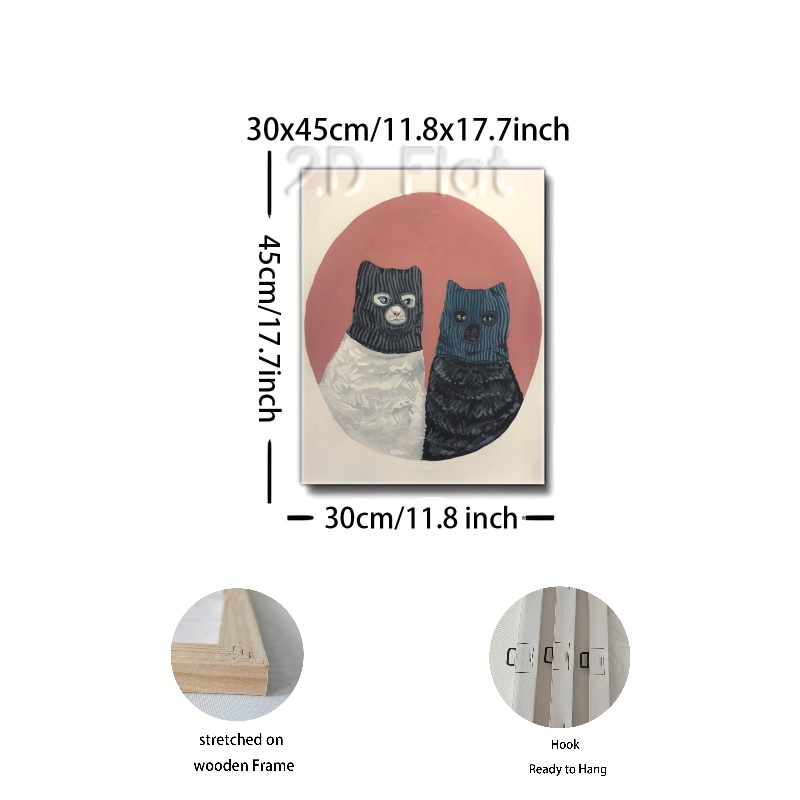 30x45cm/11.8x17.7inch
2.D Flat.
45cm/17.7inch
30cm/11.8 inch
stretched on
wooden Frame
Hook
Ready to Hang